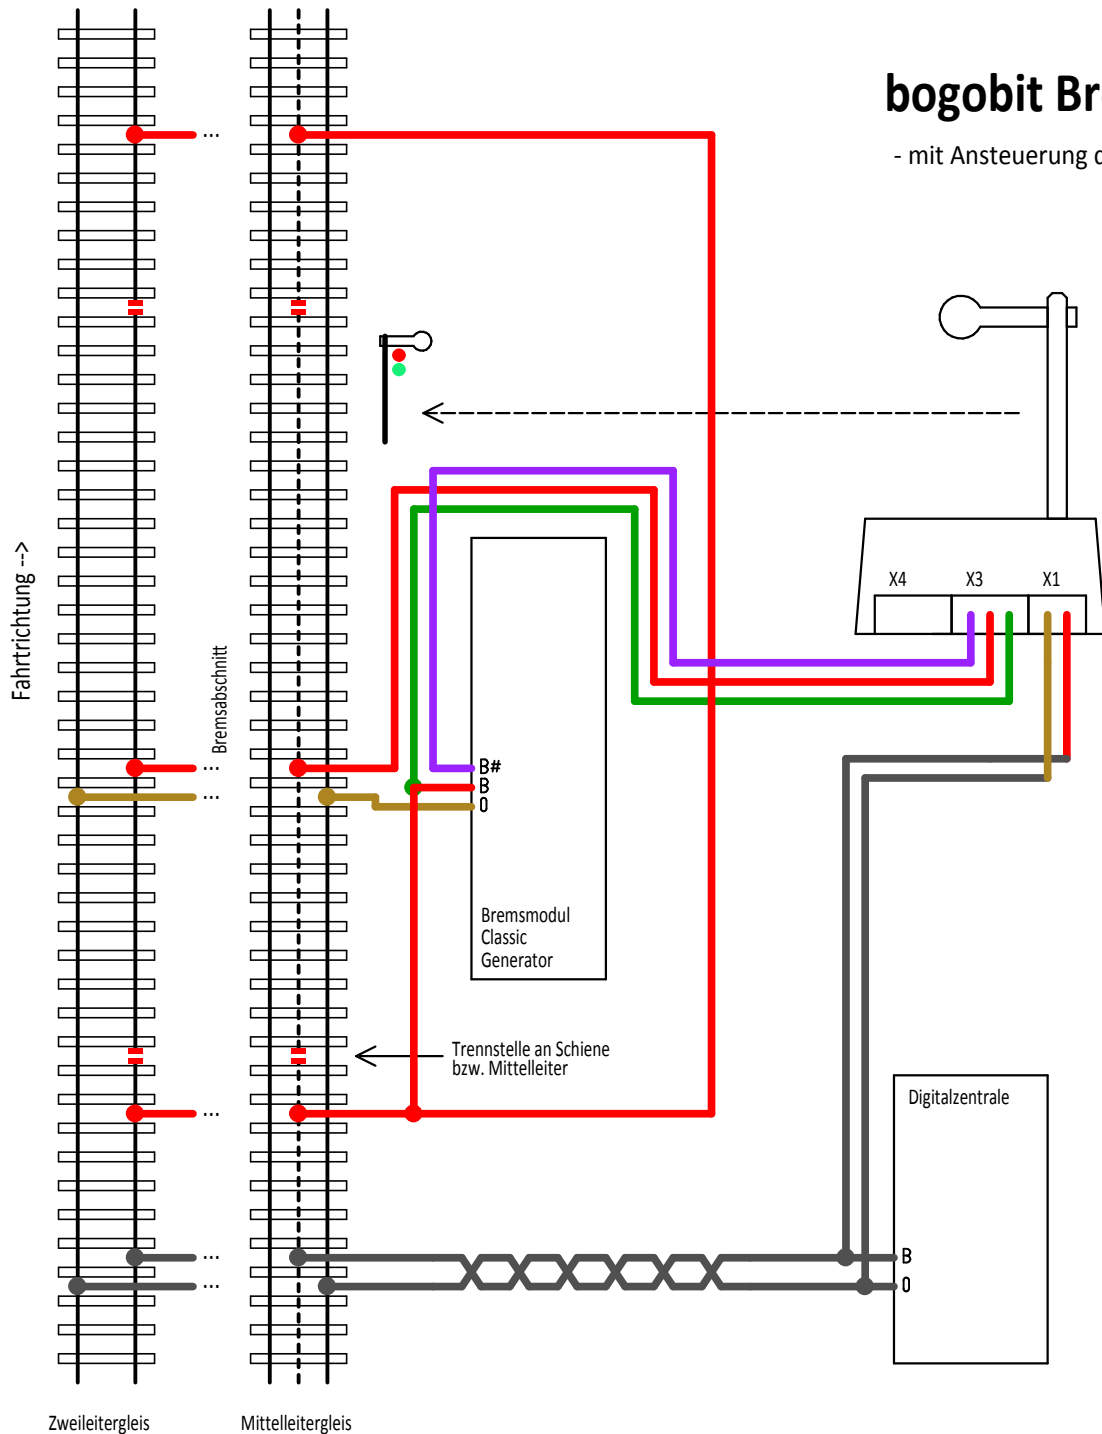 bogobit Br
- mit Ansteuerung d
...
X4 X3 X1
Fahrtrichtung -->
Bremsabschnitt
...
...
B#
B
0
Bremsmodul
Classic
Generator
Trennstelle an Schiene
bzw. Mittelleiter
...
Digitalzentrale
...
...
B
0
Zweileitergleis
Mittelleitergleis